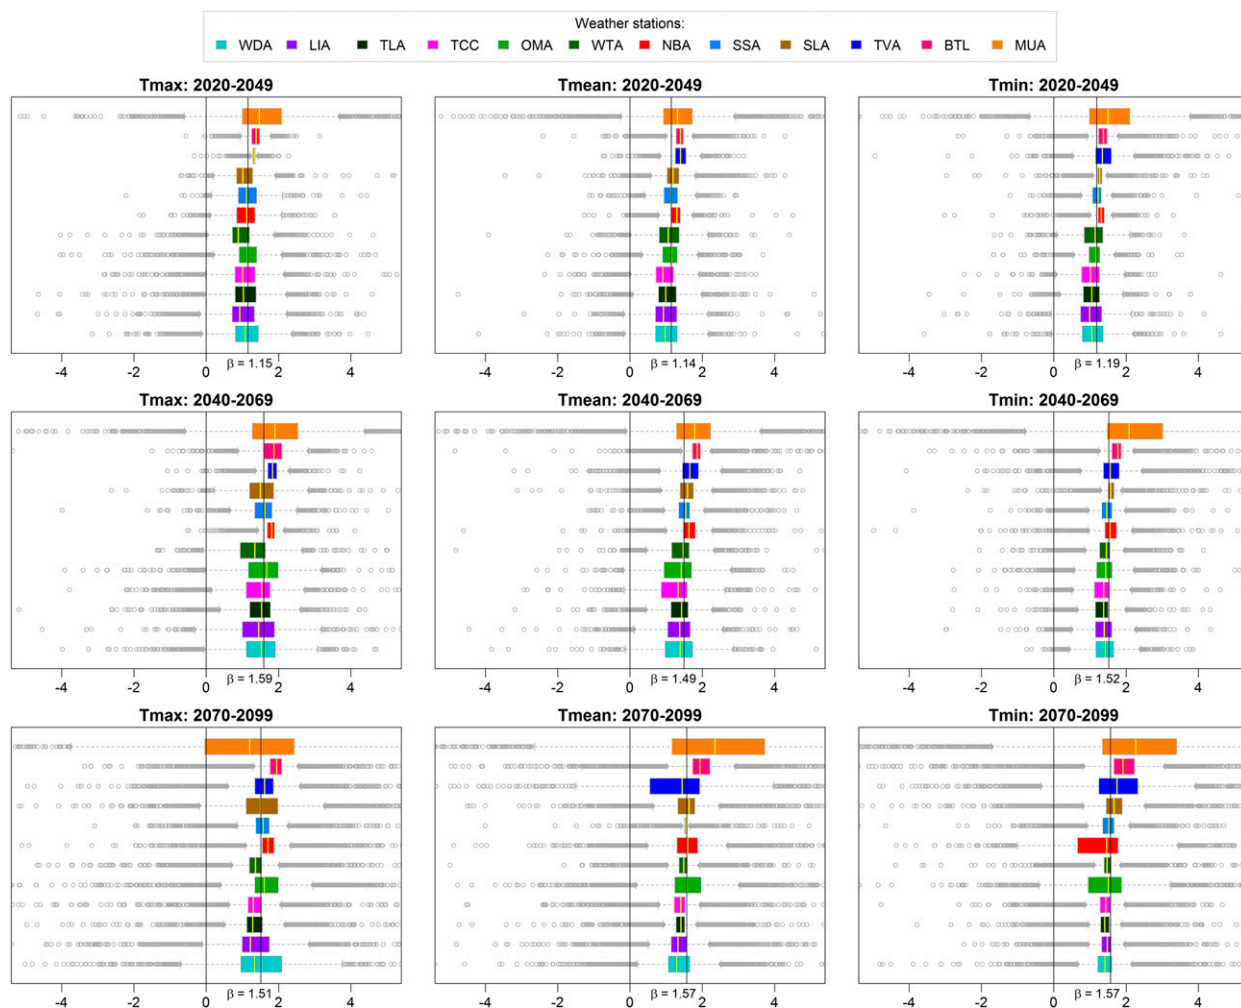 Weather stations:
WDA LIA TLA TCC OMA WTA NBA SSA SLA TVA BTL MUA
Tmax: 2020-2049 Tmean: 2020-2049 Tmin: 2020-2049
-4 -2 0 2 4 -4 -2 0 2 4 -4 -2 0 2 4
β = 1.15 β = 1.14 β = 1.19
Tmax: 2040-2069 Tmean: 2040-2069 Tmin: 2040-2069
-4 -2 0 2 4 -4 -2 0 2 4 -4 -2 0 2 4
β = 1.59 β = 1.49 β = 1.52
Tmax: 2070-2099 Tmean: 2070-2099 Tmin: 2070-2099
-4 -2 0 2 4 -4 -2 0 2 4 -4 -2 0 2 4
β = 1.51 β = 1.57 β = 1.57